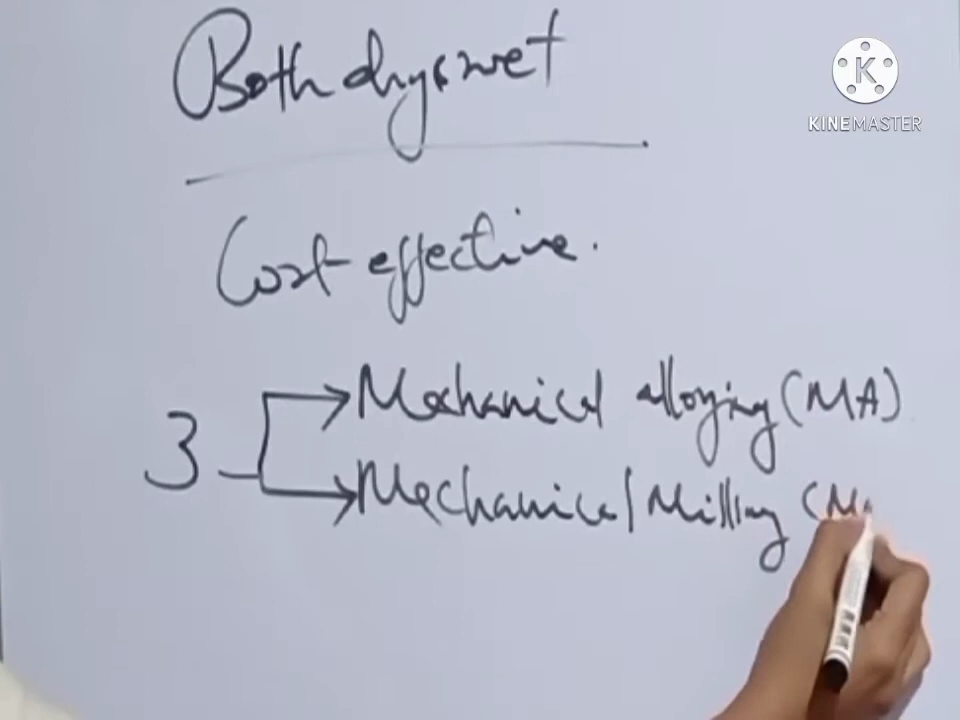 Both dry & wet
KINEMASTER
Cost effective.
3 → Mechanical alloying (MA)
→ Mechanical Milling (M